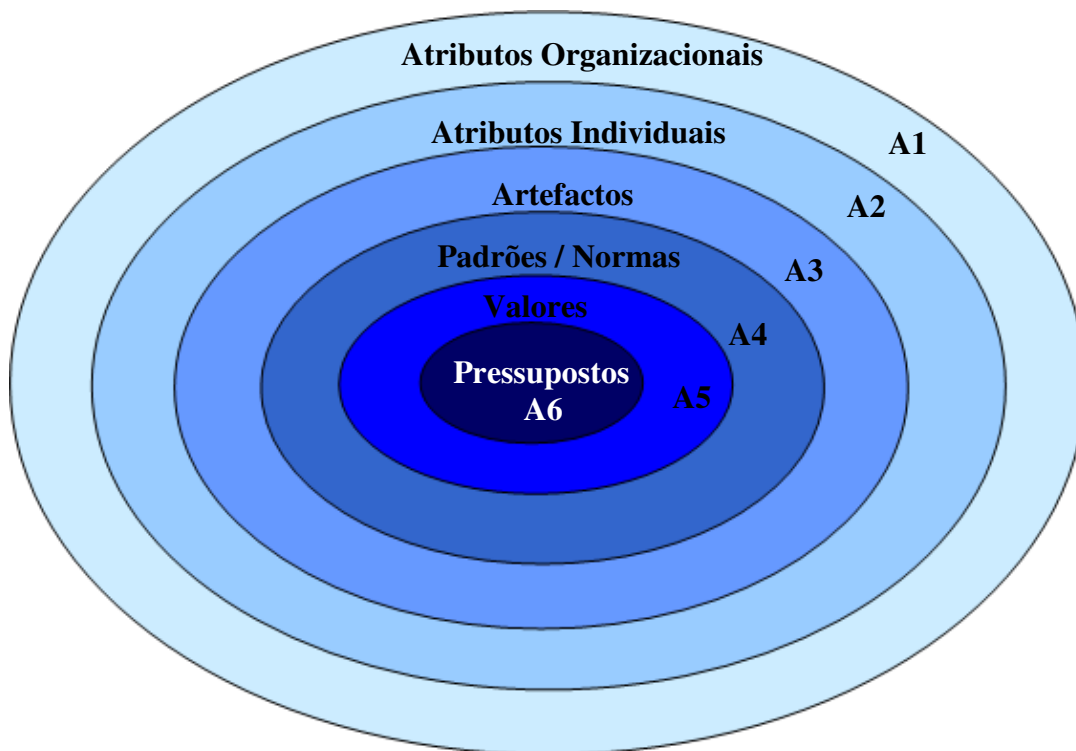 Atributos Organizacionais
Atributos Individuais
A1
Artefactos
A2
Padrões / Normas
A3
Valores
A4
Pressupostos
A5
A6